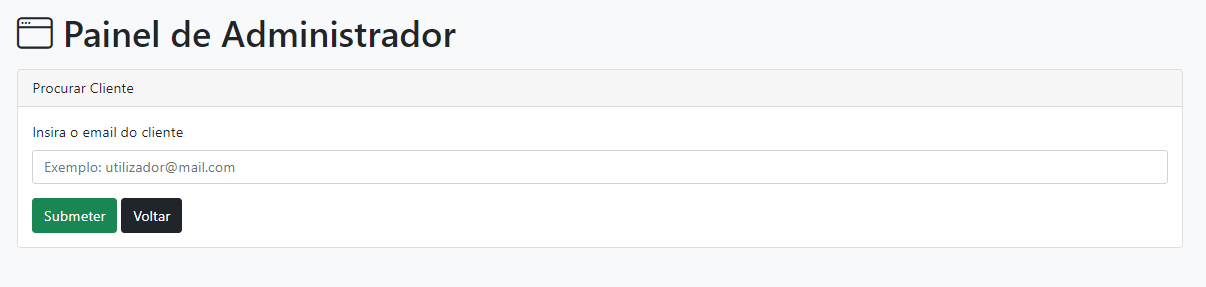 Painel de Administrador
Procurar Cliente
Insira o email do cliente
Exemplo: utilizador@mail.com
Submeter Voltar